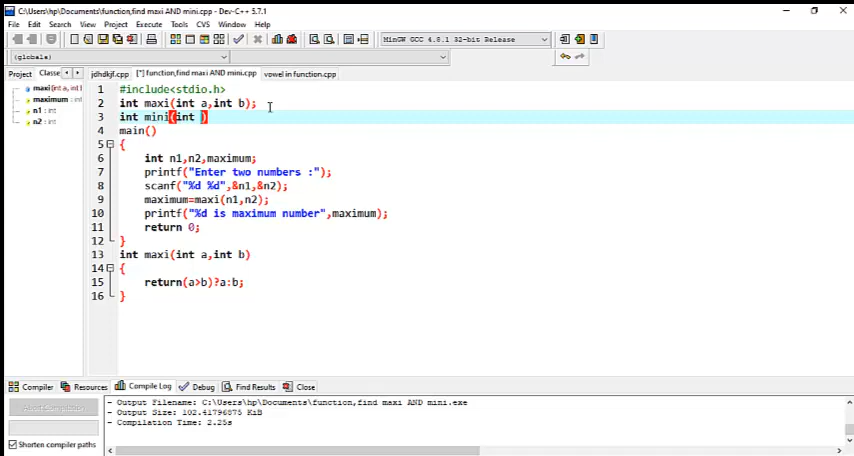 C:\Users\hp\Documents\function,find maxi AND mini.cpp - Dev-C++ 5.7.1
File Edit Search View Project Execute Tools CVS Window Help
MinGW GCC 4.8.1 32-bit Release
(globals)
Project Classe jdhdkjf.cpp [*] function,find maxi AND mini.cpp vowel in function.cpp
maxi(int a, int b
maximum : int
n1 : int
n2 : int
1 #include<stdio.h>
2 int maxi(int a,int b);
3 int mini(int )
4 main()
5 {
6 int n1,n2,maximum;
7 printf("Enter two numbers :");
8 scanf("%d %d",&n1,&n2);
9 maximum=maxi(n1,n2);
10 printf("%d is maximum number",maximum);
11 return 0;
12 }
13 int maxi(int a,int b)
14 {
15 return(a>b)?a:b;
16 }
Compiler Resources Compile Log Debug Find Results Close
Abort Compilation
Shorten compiler paths
- Output Filename: C:\Users\hp\Documents\function,find maxi AND mini.exe
- Output Size: 102.41796875 KiB
- Compilation Time: 2.25s